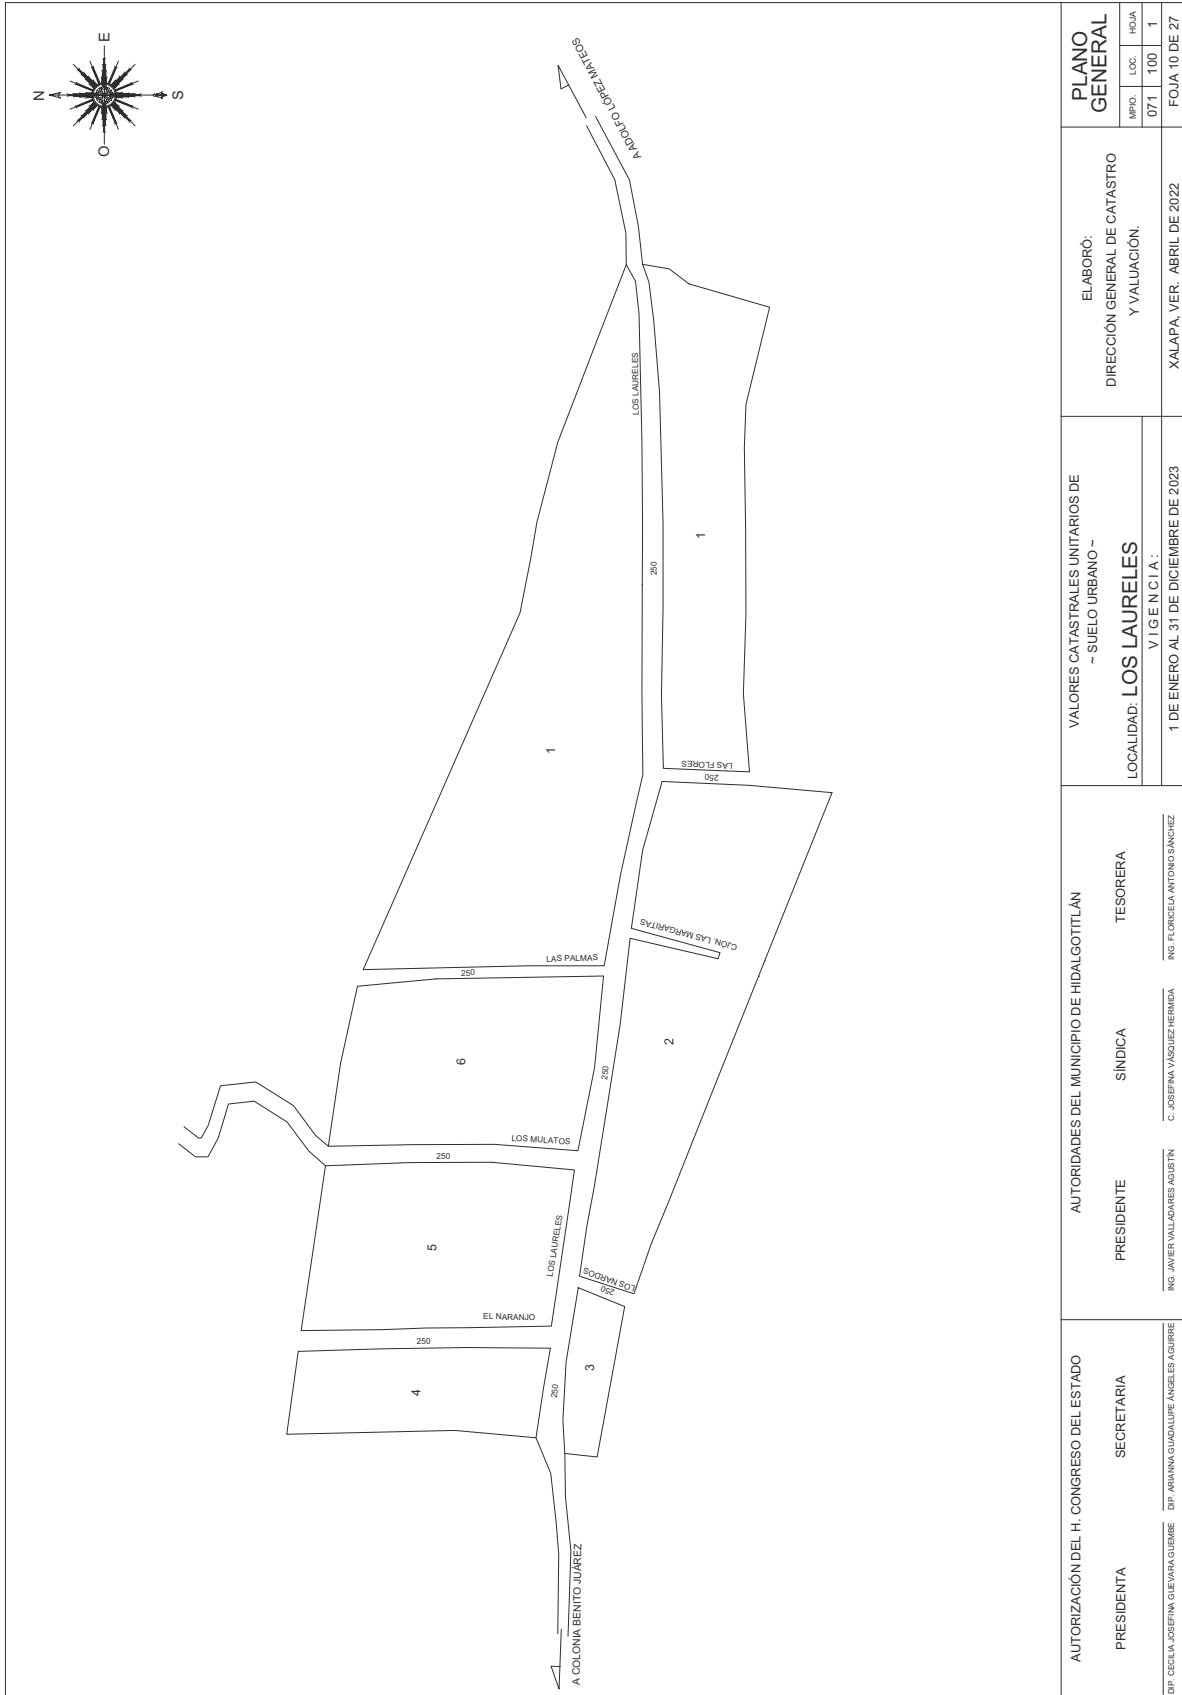 N
E
S
O
A ADOLFO LÓPEZ MATEOS
LOS LAURELES
250
1
1
LAS FLORES
250
LAS PALMAS
250
CJÓN. LAS MARGARITAS
2
6
250
LOS MULATOS
250
5
LOS LAURELES
LOS NARDOS
250
EL NARANJO
250
4
3
250
A COLONIA BENITO JUÁREZ
AUTORIZACIÓN DEL H. CONGRESO DEL ESTADO
PRESIDENTA
SECRETARIA
DIP. CECILIA JOSEFINA GUEVARA GUEMBE
DIP. ARIANNA GUADALUPE ÁNGELES AGUIRRE
AUTORIDADES DEL MUNICIPIO DE HIDALGOTITLÁN
PRESIDENTE
SÍNDICA
TESORERA
ING. JAVIER VALLADARES AGUSTÍN
C. JOSEFINA VÁSQUEZ HERMIDA
ING. FLORICELA ANTONIO SÁNCHEZ
VALORES CATASTRALES UNITARIOS DE
~ SUELO URBANO ~
LOCALIDAD: LOS LAURELES
V I G E N C I A :
1 DE ENERO AL 31 DE DICIEMBRE DE 2023
ELABORÓ:
DIRECCIÓN GENERAL DE CATASTRO
Y VALUACIÓN.
XALAPA, VER. ABRIL DE 2022
PLANO
GENERAL
MPIO. LOC. HOJA
071 100 1
FOJA 10 DE 27